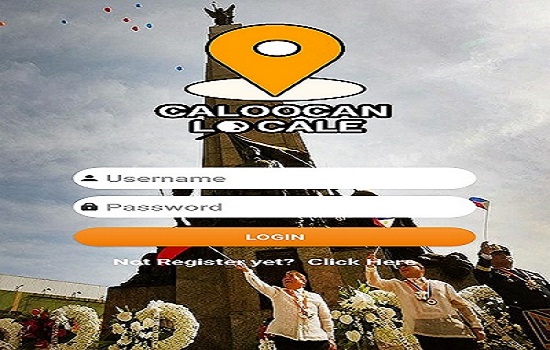 CALOOCAN
LOCALE
Username
Password
LOGIN
Not Register yet? Click Here